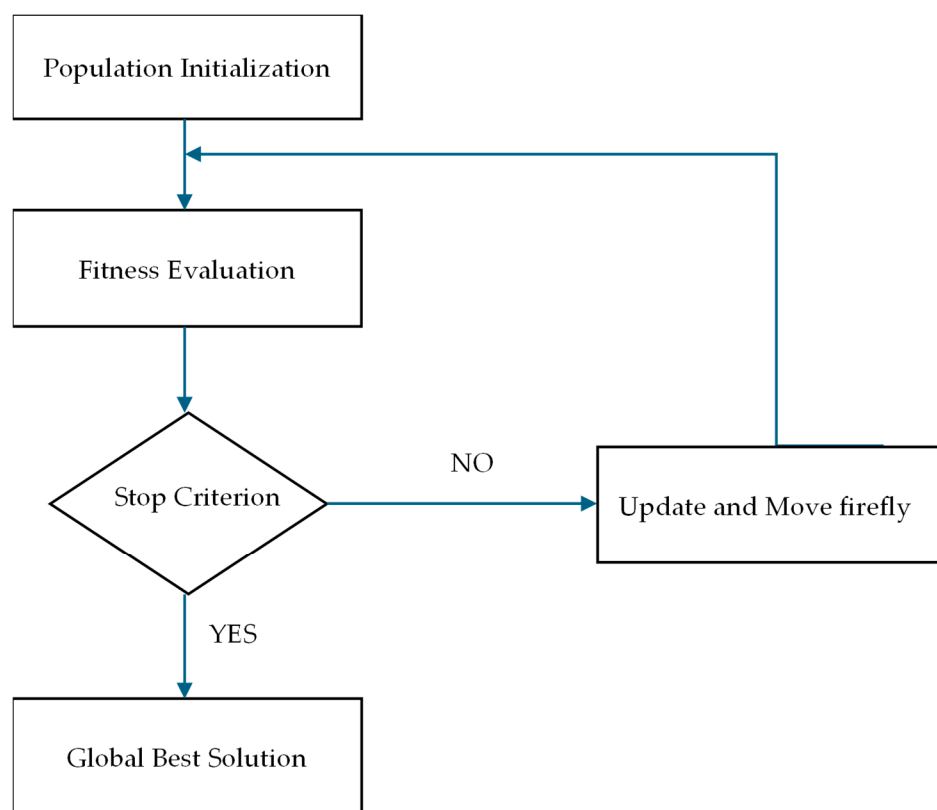 Population Initialization
Fitness Evaluation
Stop Criterion
NO
Update and Move firefly
YES
Global Best Solution